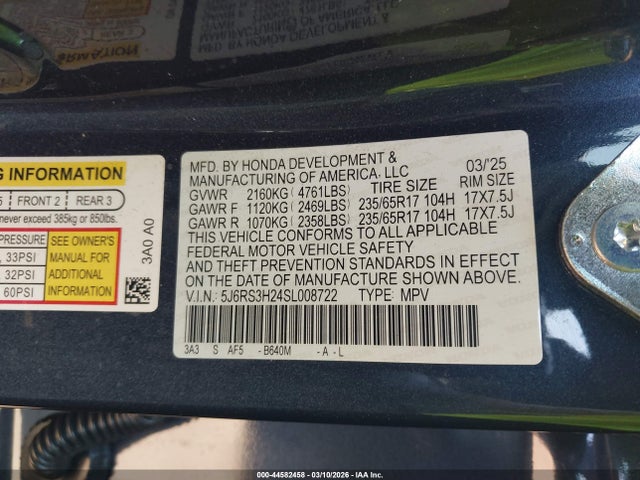 G INFORMATION
5 FRONT 2 REAR 3
never exceed 385kg or 850lbs.
PRESSURE
, 33PSI
, 32PSI
60PSI
SEE OWNER'S
MANUAL FOR
ADDITIONAL
INFORMATION
3A0 A0
MFD. BY HONDA DEVELOPMENT & 03/'25
MANUFACTURING OF AMERICA, LLC
GVWR 2160KG ( 4761LBS) TIRE SIZE RIM SIZE
GAWR F 1120KG ( 2469LBS) 235/65R17 104H 17X7.5J
GAWR R 1070KG ( 2358LBS) 235/65R17 104H 17X7.5J
THIS VEHICLE CONFORMS TO ALL APPLICABLE
FEDERAL MOTOR VEHICLE SAFETY
AND THEFT PREVENTION STANDARDS IN EFFECT
ON THE DATE OF MANUFACTURE SHOWN ABOVE.
V.I.N.: 5J6RS3H24SL008722 TYPE: MPV
3A3 S AF5 - B640M - A - L
000-44582458 - 03/10/2026 - IAA Inc.